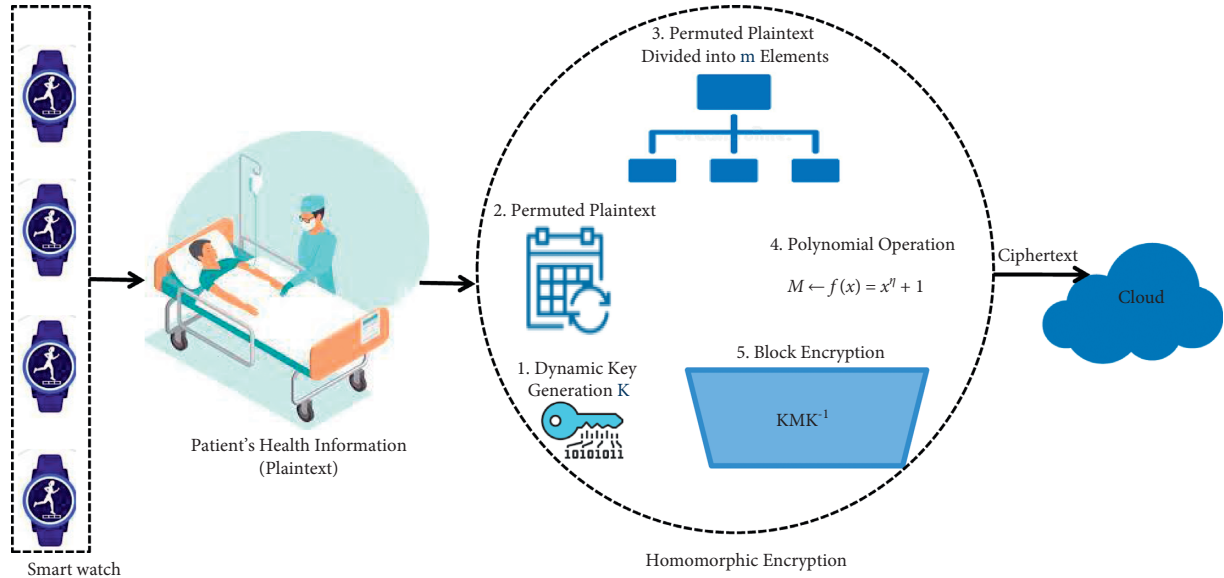 Smart watch
Patient's Health Information
(Plaintext)
3. Permuted Plaintext
Divided into m Elements
2. Permuted Plaintext
4. Polynomial Operation
M ← f(x) = x^η + 1
1. Dynamic Key
Generation K
10101011
5. Block Encryption
KMK⁻¹
Homomorphic Encryption
Ciphertext
Cloud